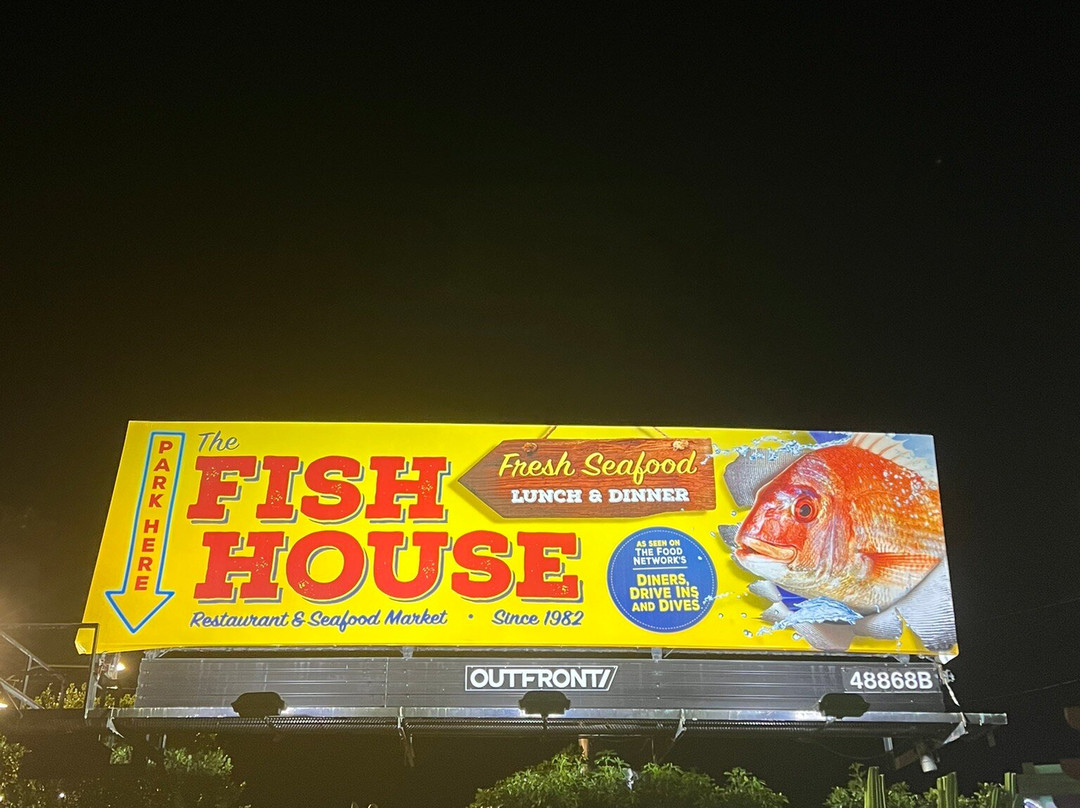 PARK HERE
The
FISH
HOUSE
Restaurant & Seafood Market • Since 1982
Fresh Seafood
LUNCH & DINNER
AS SEEN ON
THE FOOD
NETWORK'S
DINERS,
DRIVE INS
AND DIVES
OUTFRONT/
48868B